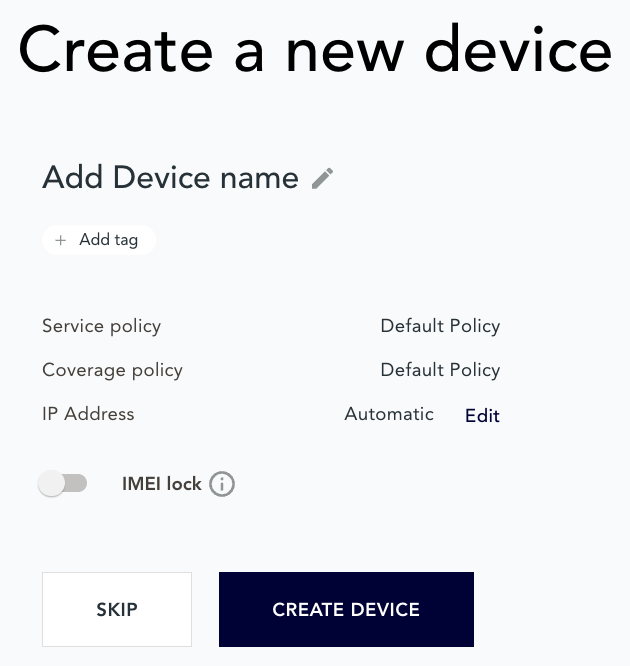 Create a new device
Add Device name
+ Add tag
Service policy Default Policy
Coverage policy Default Policy
IP Address Automatic Edit
IMEI lock
SKIP CREATE DEVICE